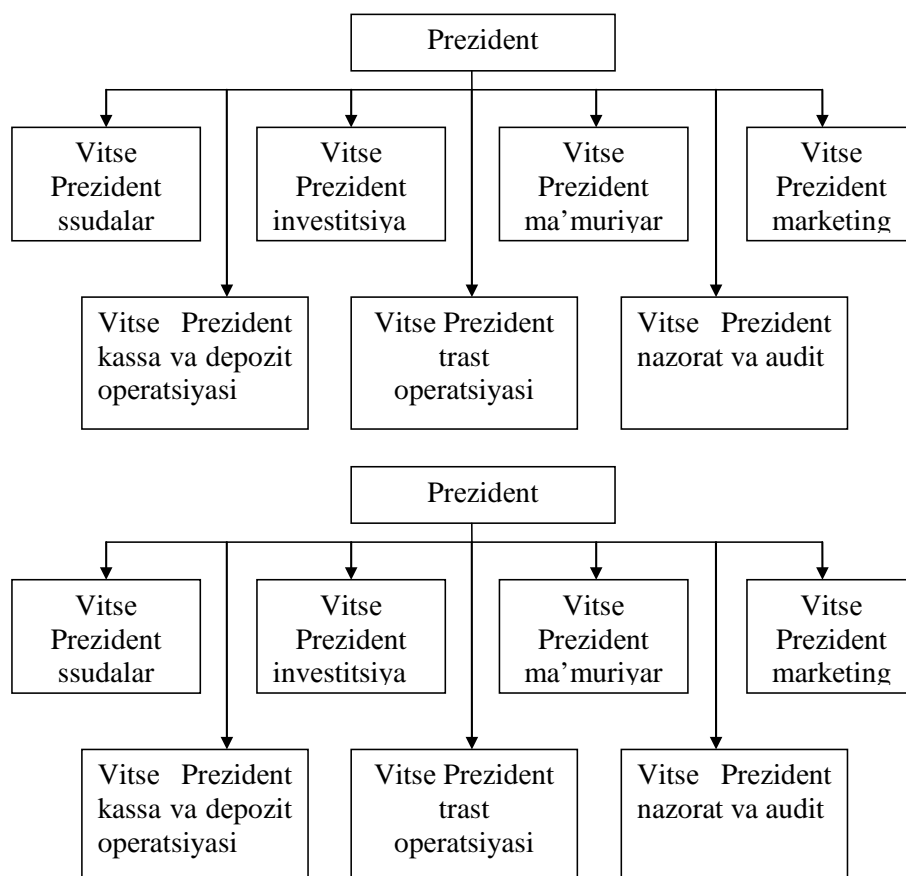 Prezident
Vitse
Prezident
ssudalar
Vitse
Prezident
investitsiya
Vitse
Prezident
ma’muriyar
Vitse
Prezident
marketing
Vitse Prezident
kassa va depozit
operatsiyasi
Vitse Prezident
trast
operatsiyasi
Vitse Prezident
nazorat va audit
Prezident
Vitse
Prezident
ssudalar
Vitse
Prezident
investitsiya
Vitse
Prezident
ma’muriyar
Vitse
Prezident
marketing
Vitse Prezident
kassa va depozit
operatsiyasi
Vitse Prezident
trast
operatsiyasi
Vitse Prezident
nazorat va audit